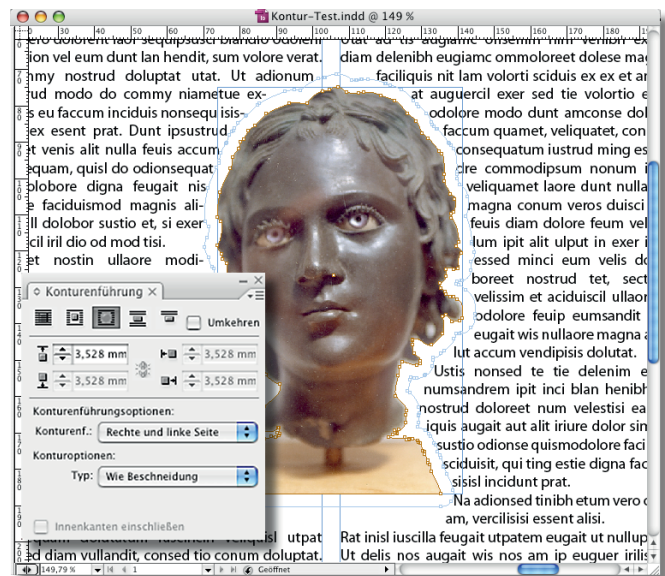 Kontur-Test.indd @ 149 %
ion vel eum dunt lan hendit, sum volore verat.
mmy nostrud doluptat utat. Ut adionum
rud modo do commy niametue ex-
s eu faccum inciduis nonsequ isis-
ex esent prat. Dunt ipsustrud
et venis alit nulla feuis accum
equam, quisl do odionsequat
olobore digna feugait nis
e faciduismod magnis ali-
ll dolobor sustio et, si exer
cil iril dio od mod tisi.
et nostin ullaore modi-
diam delenibh eugiamc ommoloreet dolese mag
faciliquis nit lam volorti sciduis ex ex et ar
at auguercil exer sed tie volortio e
odolore modo dunt amconse dol
faccum quamet, veliquatet, con
consequatum iustrud ming es
ore commodipsum nonum i
veliquamet laore dunt nulla
magna conum veros duisci
feuis diam dolore feum vel
lum ipit alit ulput in exer i
essed minci eum velis do
boreet nostrud tet, sect
velissim et aciduiscil ullaor
odolore feuip eumsandit
eugait wis nullaore magna a
lut accum vendipisis dolutat.
Ustis nonsed te tie delenim e
numsandrem ipit inci blan henibh
nostrud doloreet num velestisi ea
iquis augait aut alit iriure dolor sim
sustio odionse quismodolore faci
sciduisit, qui ting estie digna fac
sisisl incidunt prat.
Na adionsed tinibh etum vero
am, vercilisisi essent alisi.
Rat inisl iuscilla feugait utpatem eugait ut nullup
Ut delis nos augait wis nos am ip euguer irilis
Konturenführung
Umkehren
3,528 mm
3,528 mm
3,528 mm
3,528 mm
Konturenführungsoptionen:
Konturenf.: Rechte und linke Seite
Konturoptionen:
Typ: Wie Beschneidung
Innenkanten einschließen
utpat
ed diam vullandit, consed tio conum doluptat.
149,79 % 1 Geöffnet